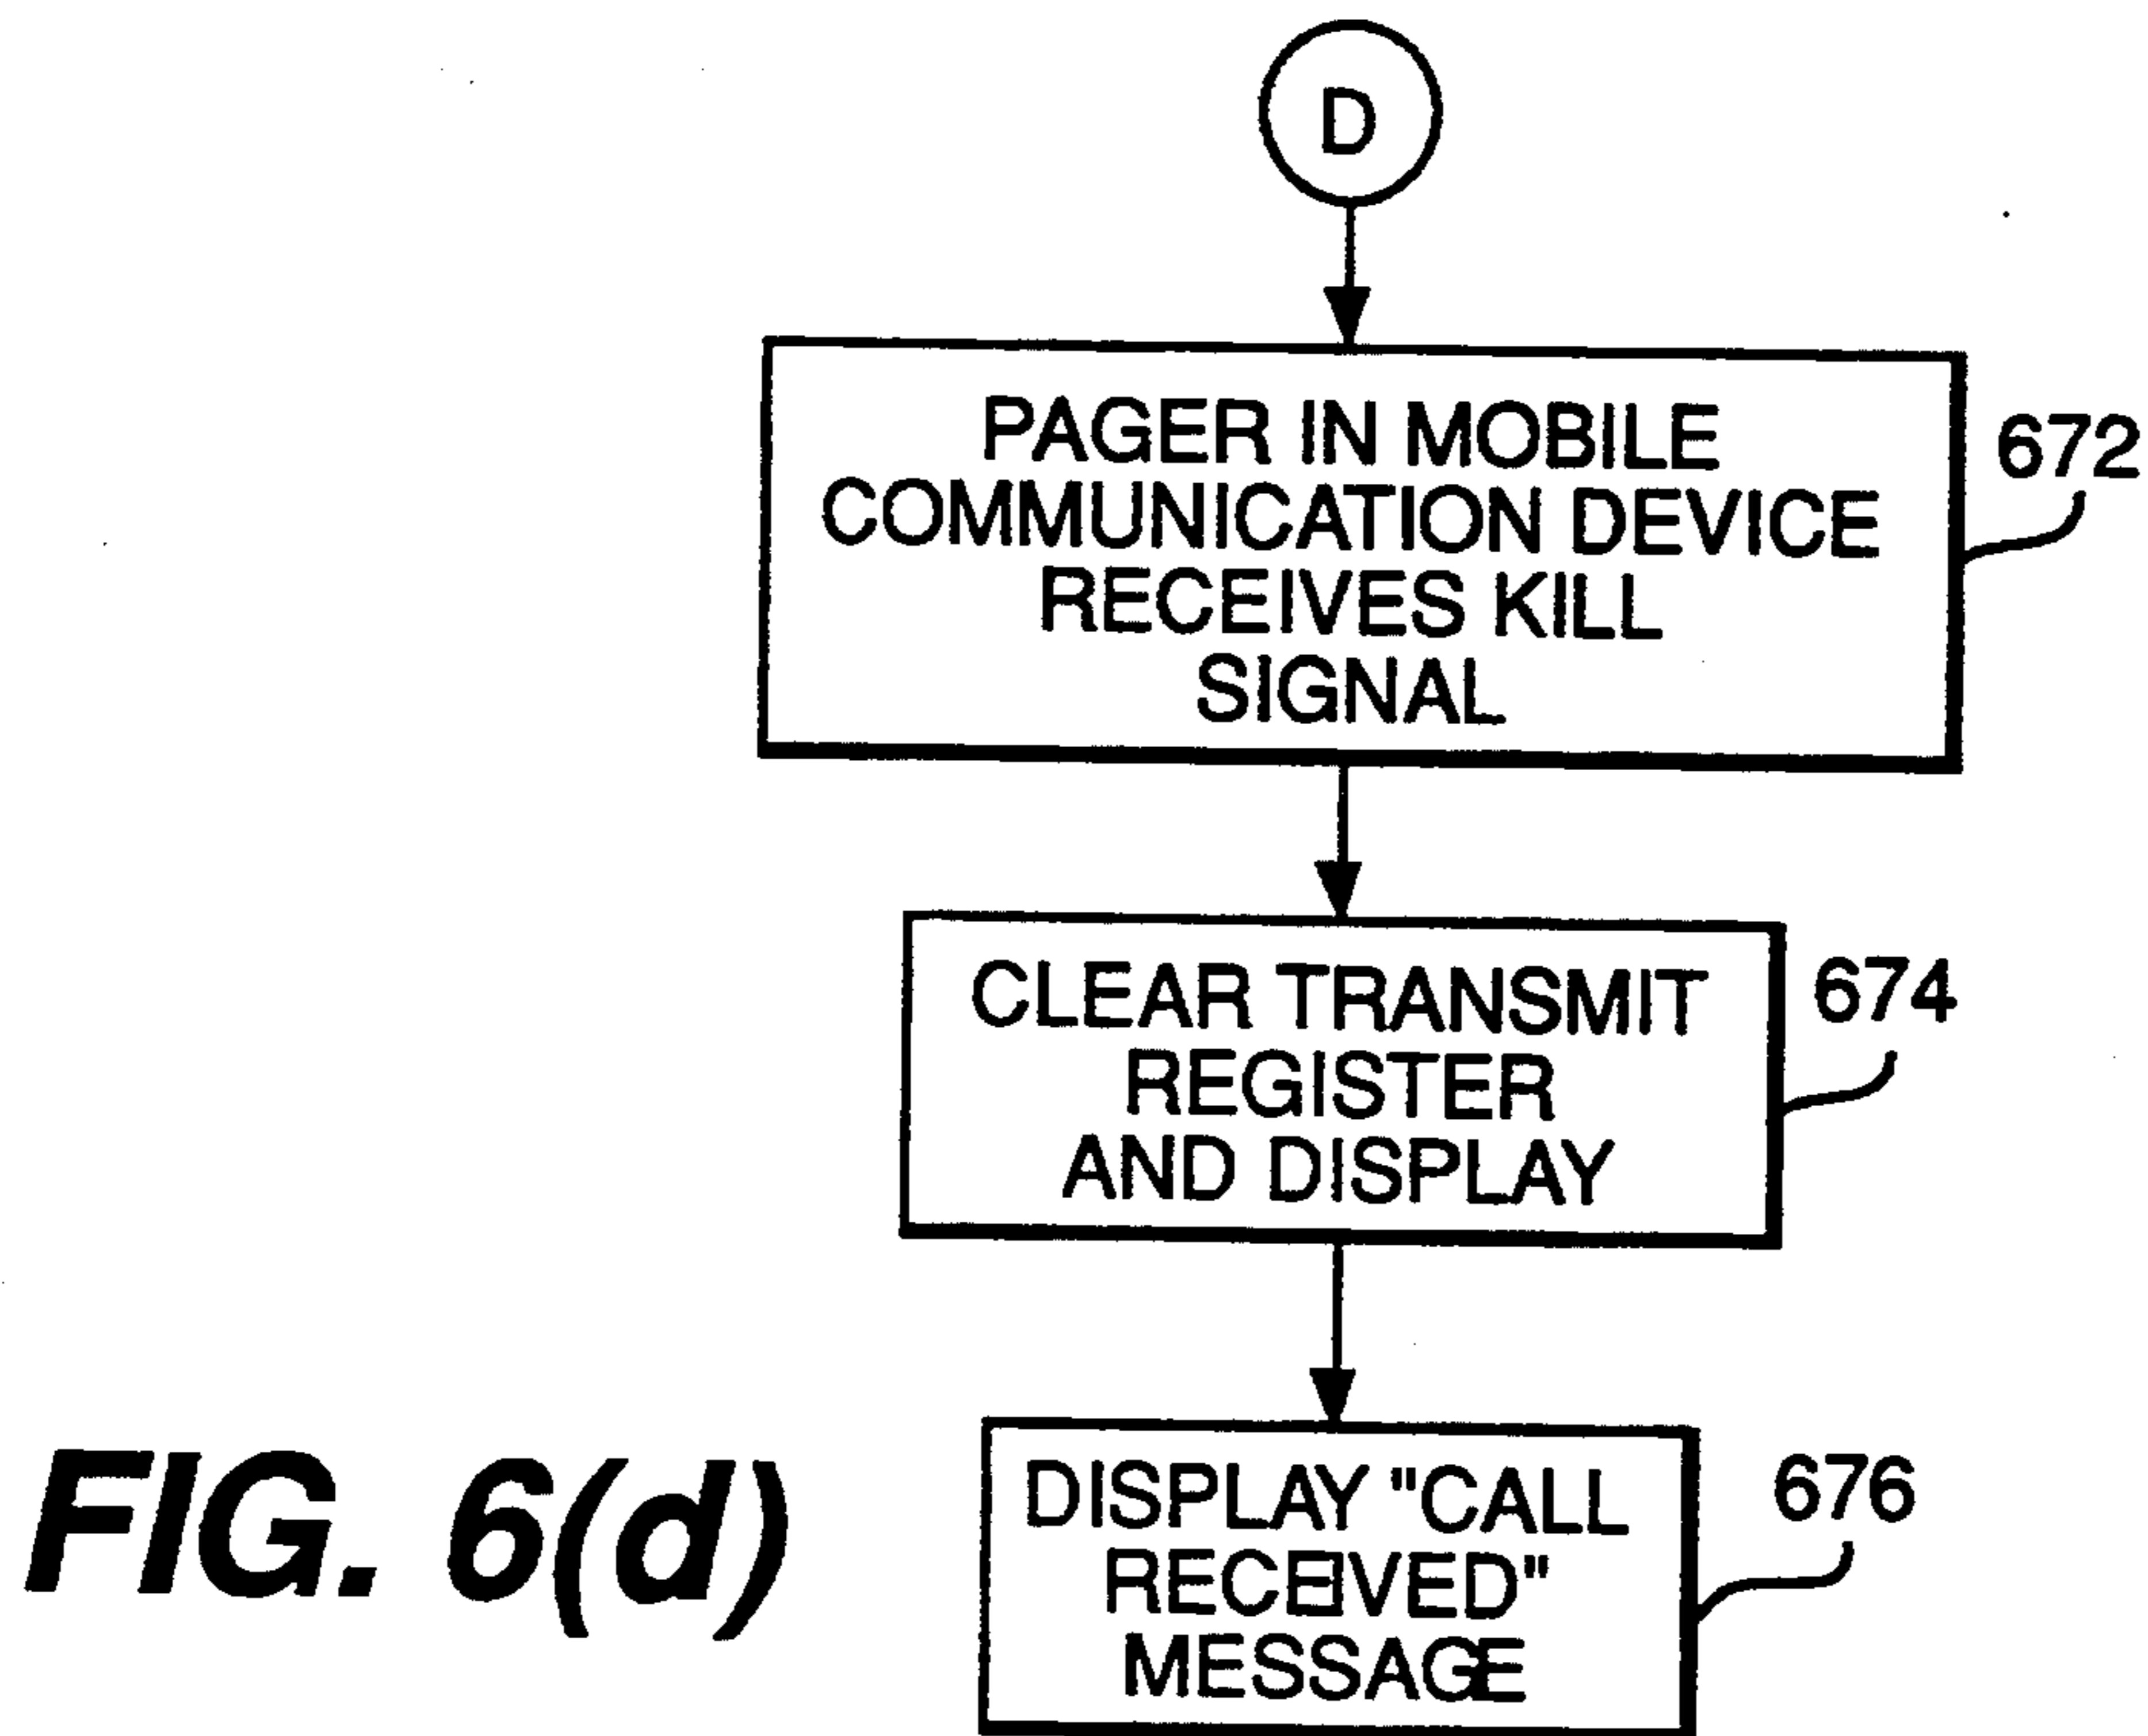 D
PAGER IN MOBILE
COMMUNICATION DEVICE
RECEIVES KILL
SIGNAL
672
CLEAR TRANSMIT
REGISTER
AND DISPLAY
674
DISPLAY "CALL
RECEIVED"
MESSAGE
676
FIG. 6(d)